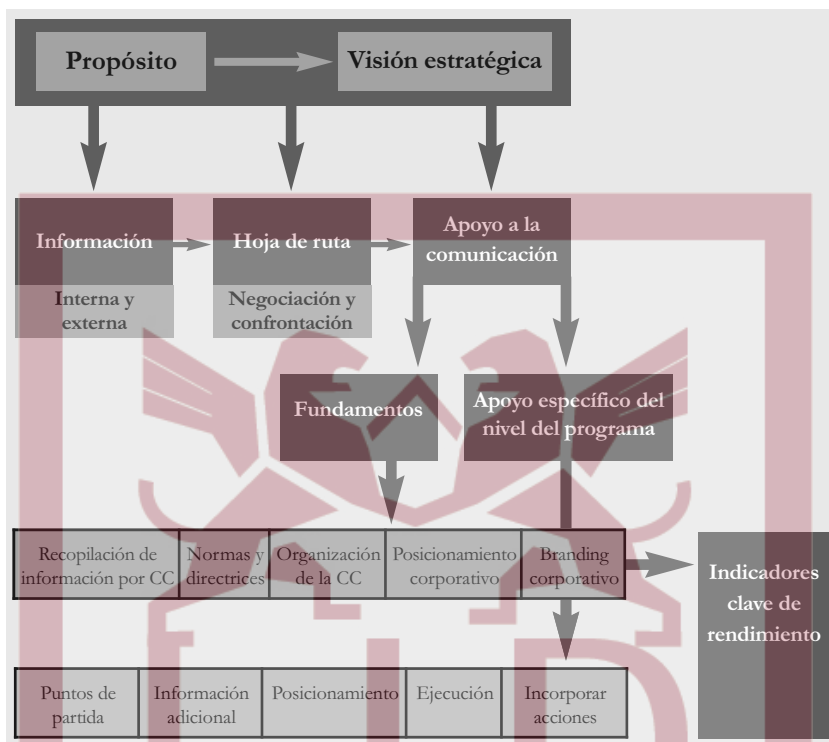 Propósito
Visión estratégica
Información
Hoja de ruta
Apoyo a la
comunicación
Interna y
externa
Negociación y
confrontación
Fundamentos
Apoyo específico del
nivel del programa
Recopilación de
información por CC
Normas y
directrices
Organización
de la CC
Posicionamiento
corporativo
Branding
corporativo
Indicadores
clave de
rendimiento
Puntos de
partida
Información
adicional
Posicionamiento
Ejecución
Incorporar
acciones